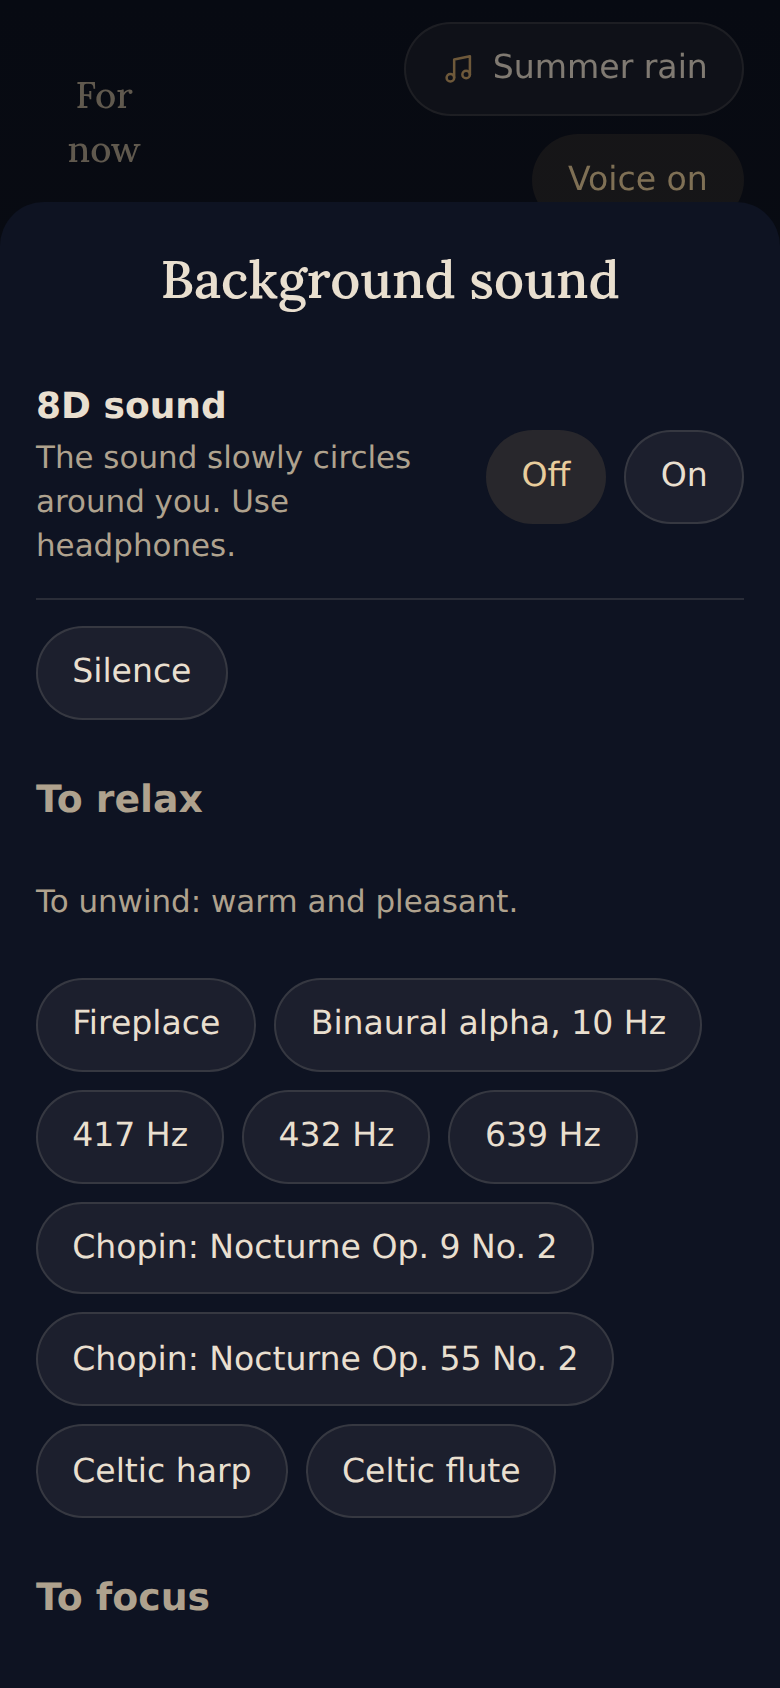 For
now
Summer rain
Voice on
Background sound
8D sound
The sound slowly circles
around you. Use
headphones.
Off
On
Silence
To relax
To unwind: warm and pleasant.
Fireplace
Binaural alpha, 10 Hz
417 Hz
432 Hz
639 Hz
Chopin: Nocturne Op. 9 No. 2
Chopin: Nocturne Op. 55 No. 2
Celtic harp
Celtic flute
To focus